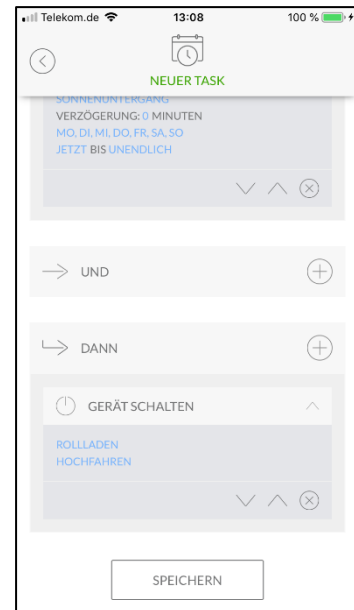 Telekom.de 13:08 100 %
NEUER TASK
SONNENUNTERGANG
VERZÖGERUNG: 0 MINUTEN
MO, DI, MI, DO, FR, SA, SO
JETZT BIS UNENDLICH
UND
DANN
GERÄT SCHALTEN
ROLLLADEN
HOCHFAHREN
SPEICHERN